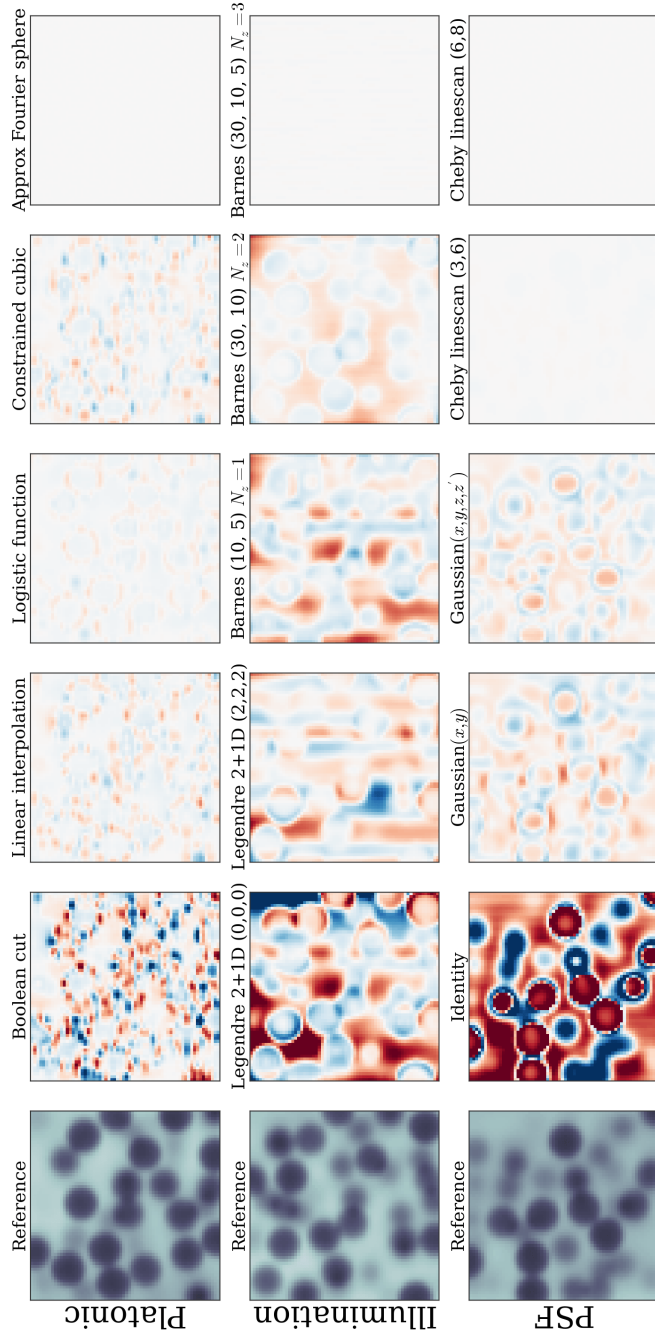 Platonic
Reference
Boolean cut
Linear interpolation
Logistic function
Constrained cubic
Approx Fourier sphere
Illumination
Reference
Legendre 2+1D (0,0,0)
Legendre 2+1D (2,2,2)
Barnes (10, 5) N_z=1
Barnes (30, 10) N_z=2
Barnes (30, 10, 5) N_z=3
PSF
Reference
Identity
Gaussian(x,y)
Gaussian(x,y,z,z′)
Cheby linescan (3,6)
Cheby linescan (6,8)